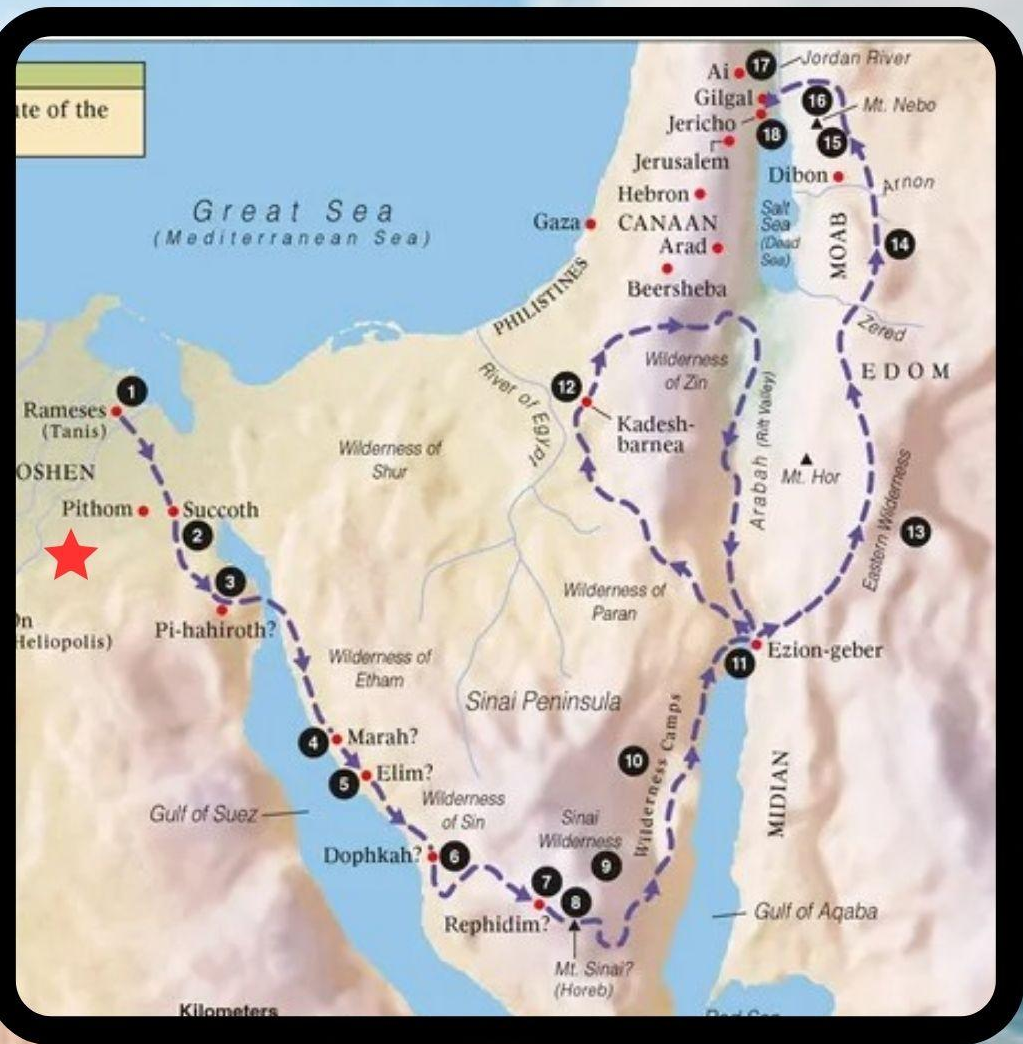 te of the
Great Sea
(Mediterranean Sea)
Ai
17
Jordan River
Gilgal
16
Mt. Nebo
Jericho
18
15
Jerusalem
Dibon
Arnon
Hebron
Gaza
CANAAN
Salt
Sea
(Dead
Sea)
MOAB
14
Arad
Beersheba
PHILISTINES
Zered
EDOM
River of Egypt
Wilderness
of Zin
12
Kadesh-
barnea
1
Rameses
(Tanis)
Wilderness of
Shur
Arabah (Rift Valley)
Mt. Hor
OSHEN
Pithom
Succoth
2
Eastern Wilderness
13
3
Pi-hahiroth?
Heliopolis)
Wilderness of
Paran
Ezion-geber
11
Wilderness of
Etham
Sinai Peninsula
4
Marah?
5
Elim?
10
Wilderness Camps
MIDIAN
Gulf of Suez
Wilderness
of Sin
Sinai
Wilderness
Dophkah?
6
9
7
8
Rephidim?
Gulf of Aqaba
Mt. Sinai?
(Horeb)
Kilometers